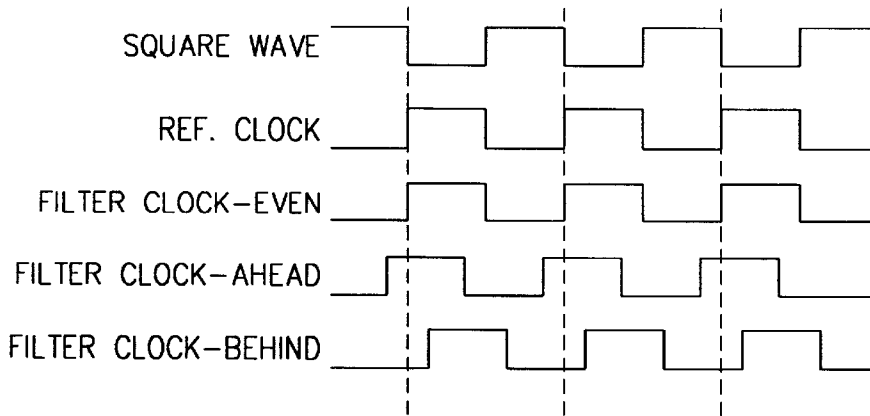 SQUARE WAVE
REF. CLOCK
FILTER CLOCK-EVEN
FILTER CLOCK-AHEAD
FILTER CLOCK-BEHIND